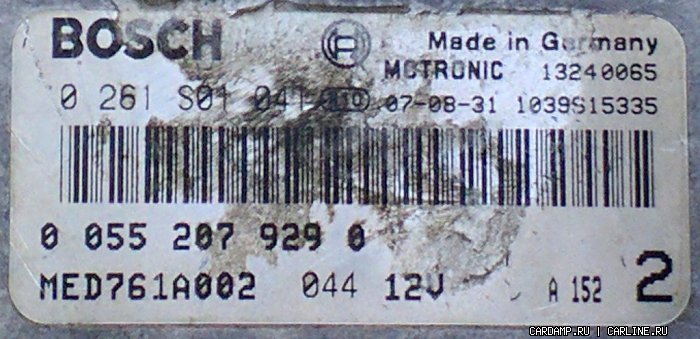 BOSCH
Made in Germany
MOTRONIC 13240065
0 261 S01 041 07-08-31 1039S15335
0 055 207 929 0
MED761A002 044 12V A 152 2
CARDAMP.RU | CARLINE.RU